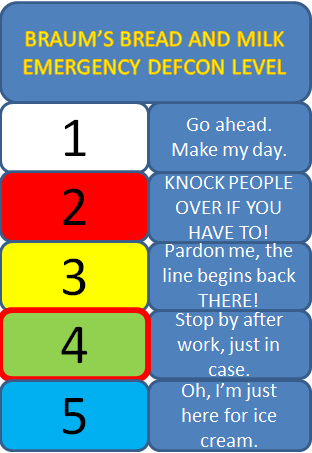 BRAUM’S BREAD AND MILK
EMERGENCY DEFCON LEVEL
1
Go ahead.
Make my day.
2
KNOCK PEOPLE
OVER IF YOU
HAVE TO!
3
Pardon me, the
line begins back
THERE!
4
Stop by after
work, just in
case.
5
Oh, I’m just
here for ice
cream.